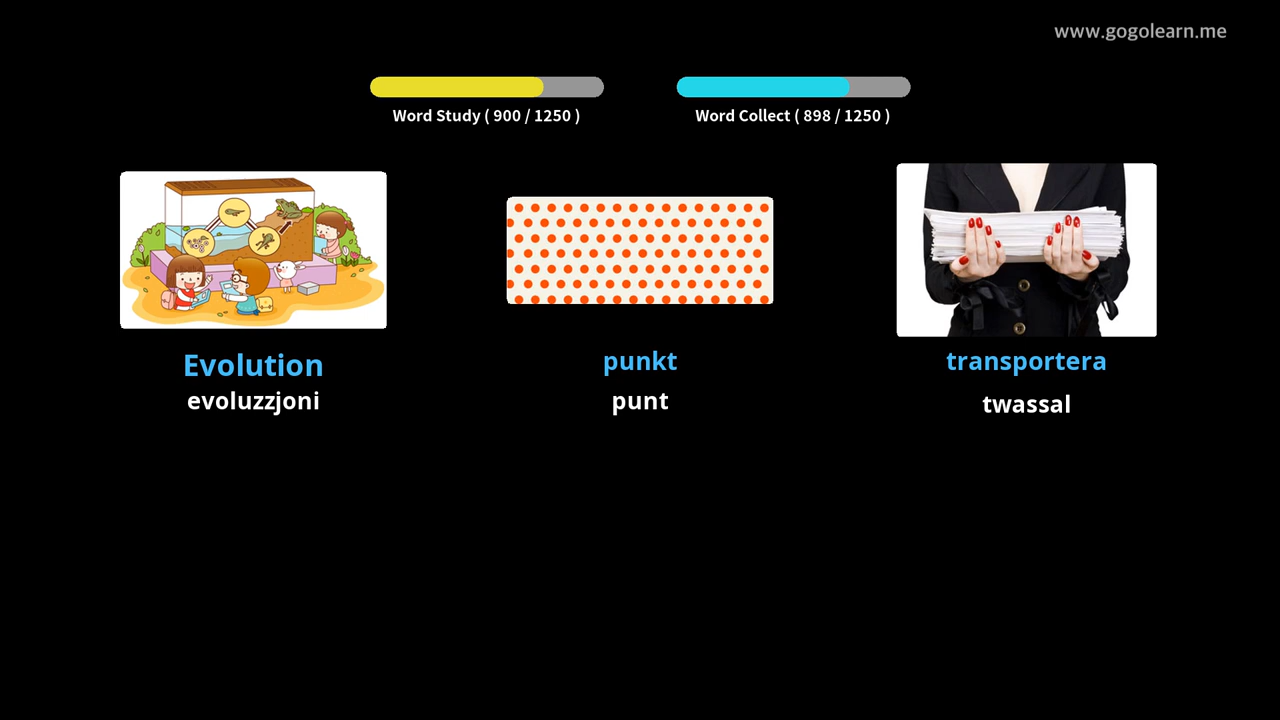 www.gogolearn.me
Word Study ( 900 / 1250 )
Word Collect ( 898 / 1250 )
Evolution
evoluzzjoni
punkt
punt
transportera
twassal